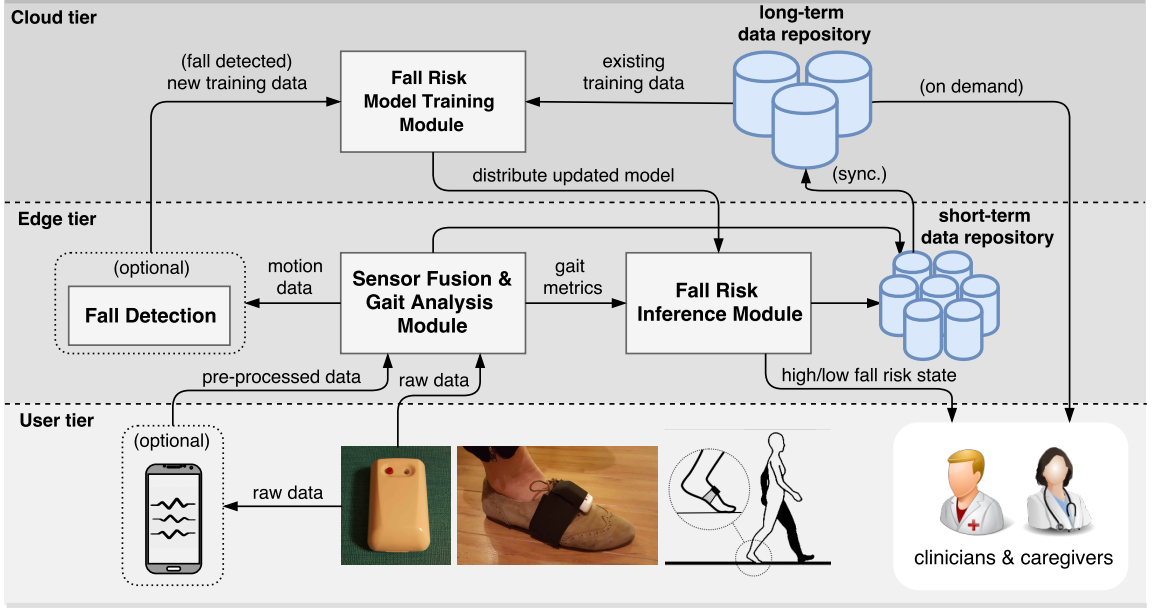 Cloud tier
long-term
data repository
(fall detected)
new training data
Fall Risk
Model Training
Module
existing
training data
(on demand)
distribute updated model
(sync.)
Edge tier
short-term
data repository
(optional)
Fall Detection
motion
data
Sensor Fusion &
Gait Analysis
Module
gait
metrics
Fall Risk
Inference Module
pre-processed data
raw data
high/low fall risk state
User tier
(optional)
raw data
clinicians & caregivers